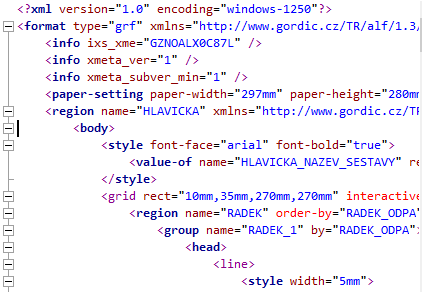 <?xml version="1.0" encoding="windows-1250"?>
<format type="grf" xmlns="http://www.gordic.cz/TR/alf/1.3/
<info ixs_xme="GZNOALX0C87L" />
<info xmeta_ver="1" />
<info xmeta_subver_min="1" />
<paper-setting paper-width="297mm" paper-height="280mm
<region name="HLAVICKA" xmlns="http://www.gordic.cz/TR
<body>
<style font-face="arial" font-bold="true">
<value-of name="HLAVICKA_NAZEV_SESTAVY" re
</style>
<grid rect="10mm,35mm,270mm,270mm" interactive
<region name="RADEK" order-by="RADEK_ODPA
<group name="RADEK_1" by="RADEK_ODPA">
<head>
<line>
<style width="5mm">